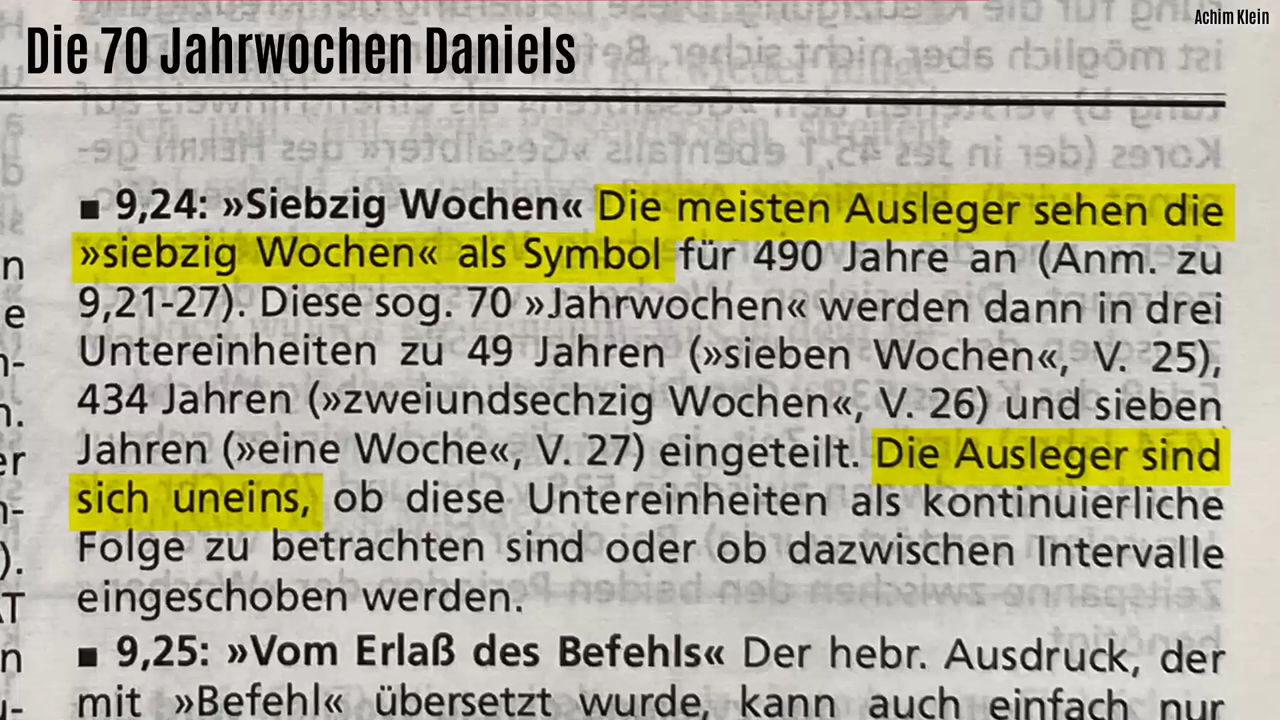 Achim Klein
Die 70 Jahrwochen Daniels
■ 9,24: »Siebzig Wochen« Die meisten Ausleger sehen die
»siebzig Wochen« als Symbol für 490 Jahre an (Anm. zu
9,21-27). Diese sog. 70 »Jahrwochen« werden dann in drei
Untereinheiten zu 49 Jahren (»sieben Wochen«, V. 25),
434 Jahren (»zweiundsechzig Wochen«, V. 26) und sieben
Jahren (»eine Woche«, V. 27) eingeteilt. Die Ausleger sind
sich uneins, ob diese Untereinheiten als kontinuierliche
Folge zu betrachten sind oder ob dazwischen Intervalle
eingeschoben werden.
■ 9,25: »Vom Erlaß des Befehls« Der hebr. Ausdruck, der
mit »Befehl« übersetzt wurde, kann auch einfach nur